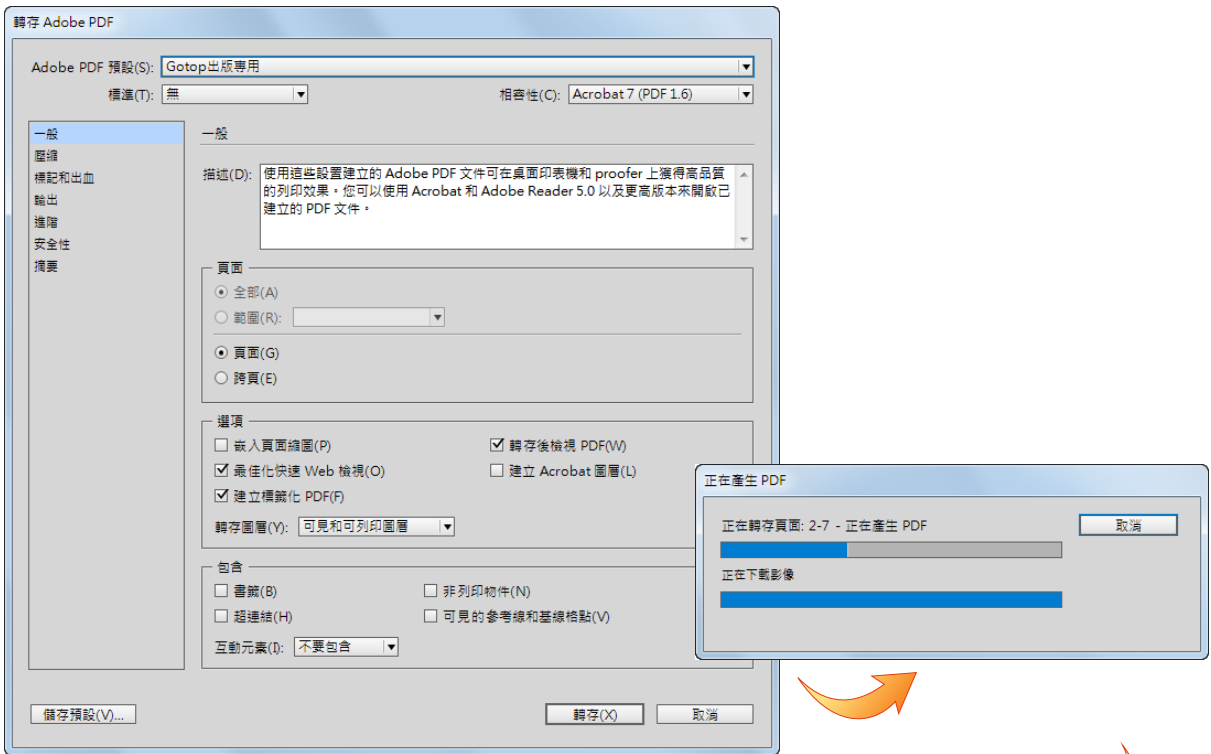 轉存 Adobe PDF
Adobe PDF 預設(S): Gotop出版專用
標準(T): 無 相容性(C): Acrobat 7 (PDF 1.6)
一般
壓縮
標記和出血
輸出
進階
安全性
摘要
一般
描述(D): 使用這些設置建立的 Adobe PDF 文件可在桌面印表機和 proofer 上獲得高品質
的列印效果。您可以使用 Acrobat 和 Adobe Reader 5.0 以及更高版本來開啟已
建立的 PDF 文件。
頁面
全部(A)
範圍(R):
頁面(G)
跨頁(E)
選項
嵌入頁面縮圖(P) 轉存後檢視 PDF(W)
最佳化快速 Web 檢視(O) 建立 Acrobat 圖層(L)
建立標籤化 PDF(F)
轉存圖層(Y): 可見和可列印圖層
包含
書籤(B) 非列印物件(N)
超連結(H) 可見的參考線和基線格點(V)
互動元素(I): 不要包含
儲存預設(V)... 轉存(X) 取消
正在產生 PDF
正在轉存頁面: 2-7 - 正在產生 PDF 取消
正在下載影像